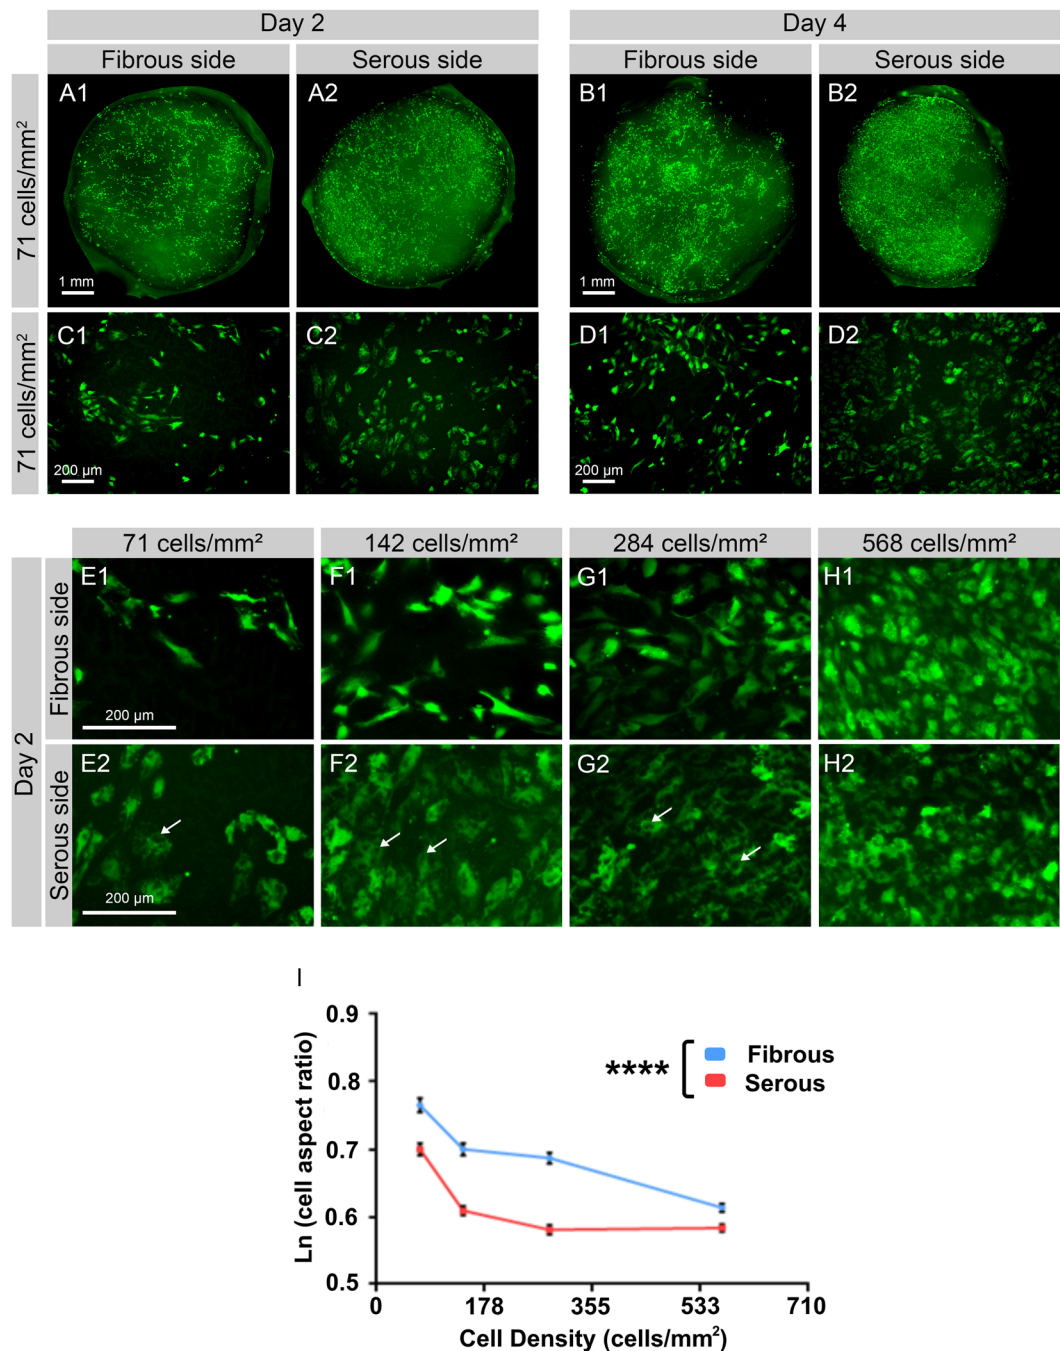 Day 2
Day 4
Fibrous side
Serous side
Fibrous side
Serous side
71 cells/mm²
A1
A2
B1
B2
1 mm
1 mm
71 cells/mm²
C1
C2
D1
D2
200 µm
200 µm
71 cells/mm²
142 cells/mm²
284 cells/mm²
568 cells/mm²
Day 2
Fibrous side
E1
F1
G1
H1
200 µm
Serous side
E2
F2
G2
H2
200 µm
I
Ln (cell aspect ratio)
0.9
0.8
0.7
0.6
0.5
****
Fibrous
Serous
0
178
355
533
710
Cell Density (cells/mm²)